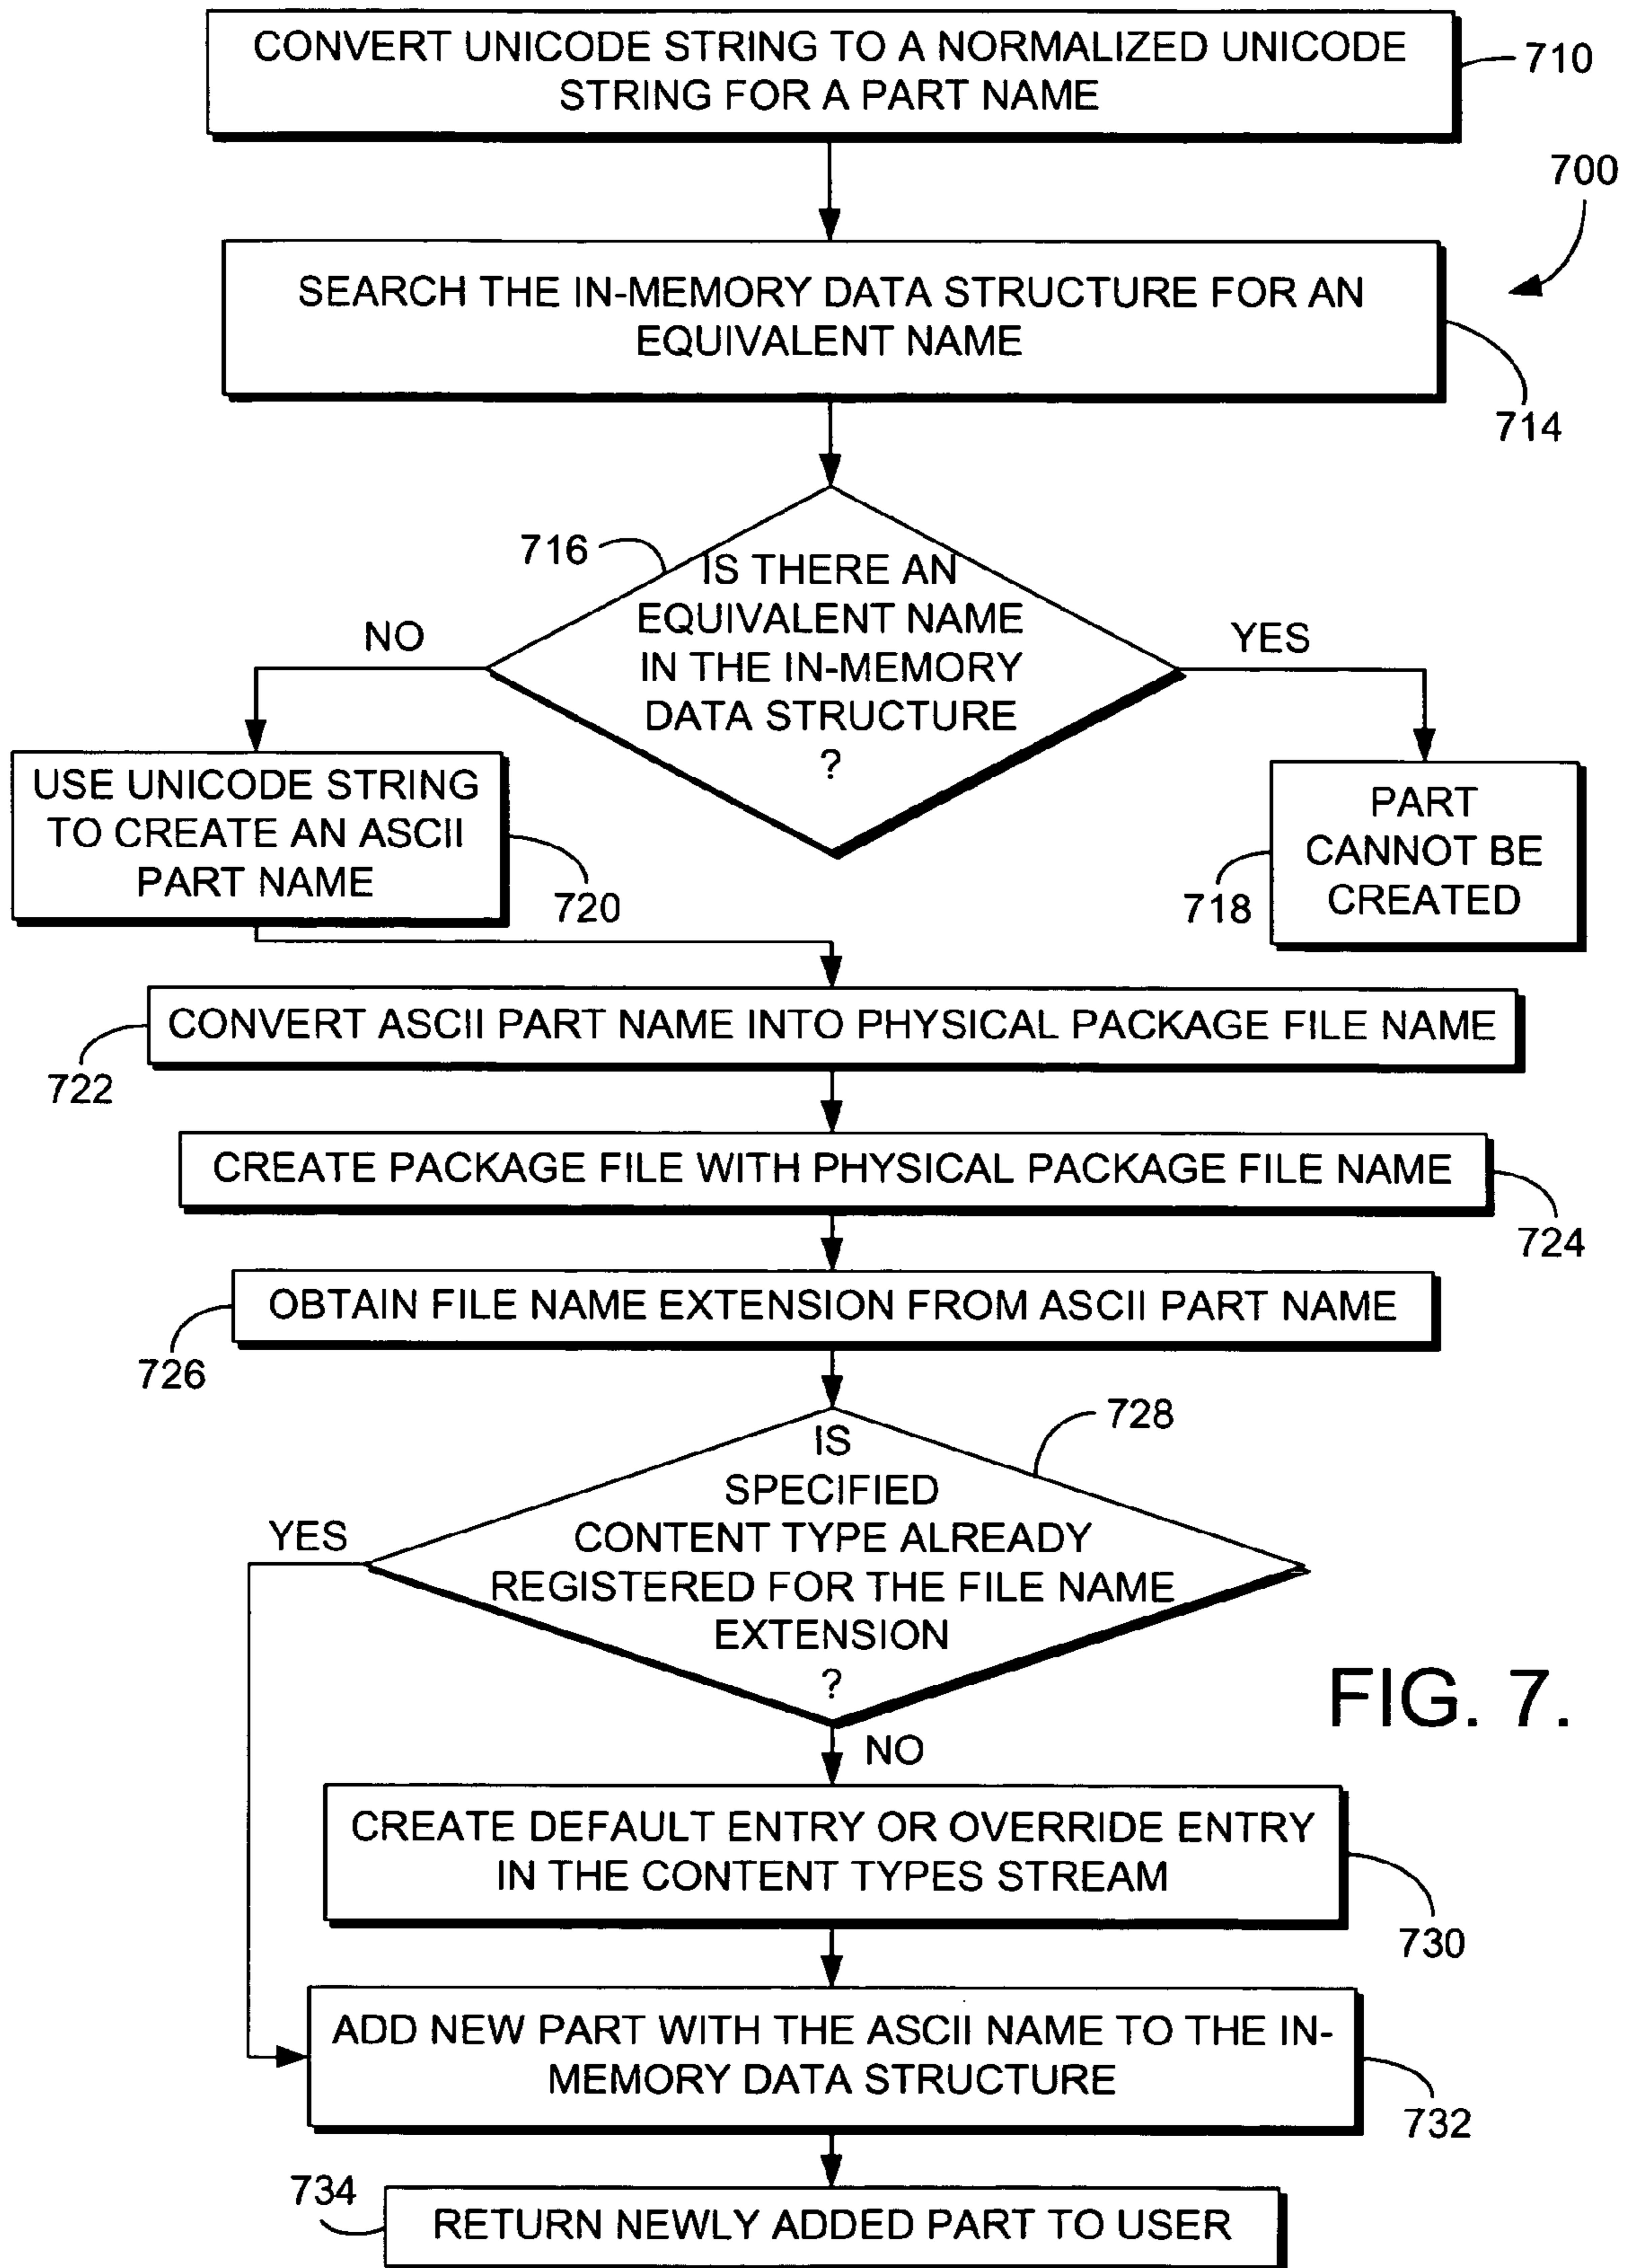 CONVERT UNICODE STRING TO A NORMALIZED UNICODE
STRING FOR A PART NAME
710
700
SEARCH THE IN-MEMORY DATA STRUCTURE FOR AN
EQUIVALENT NAME
714
716
IS THERE AN
EQUIVALENT NAME
IN THE IN-MEMORY
DATA STRUCTURE
?
NO
YES
USE UNICODE STRING
TO CREATE AN ASCII
PART NAME
720
PART
CANNOT BE
CREATED
718
CONVERT ASCII PART NAME INTO PHYSICAL PACKAGE FILE NAME
722
CREATE PACKAGE FILE WITH PHYSICAL PACKAGE FILE NAME
724
OBTAIN FILE NAME EXTENSION FROM ASCII PART NAME
726
728
IS
SPECIFIED
CONTENT TYPE ALREADY
REGISTERED FOR THE FILE NAME
EXTENSION
?
YES
NO
FIG. 7.
CREATE DEFAULT ENTRY OR OVERRIDE ENTRY
IN THE CONTENT TYPES STREAM
730
ADD NEW PART WITH THE ASCII NAME TO THE IN-
MEMORY DATA STRUCTURE
732
734
RETURN NEWLY ADDED PART TO USER